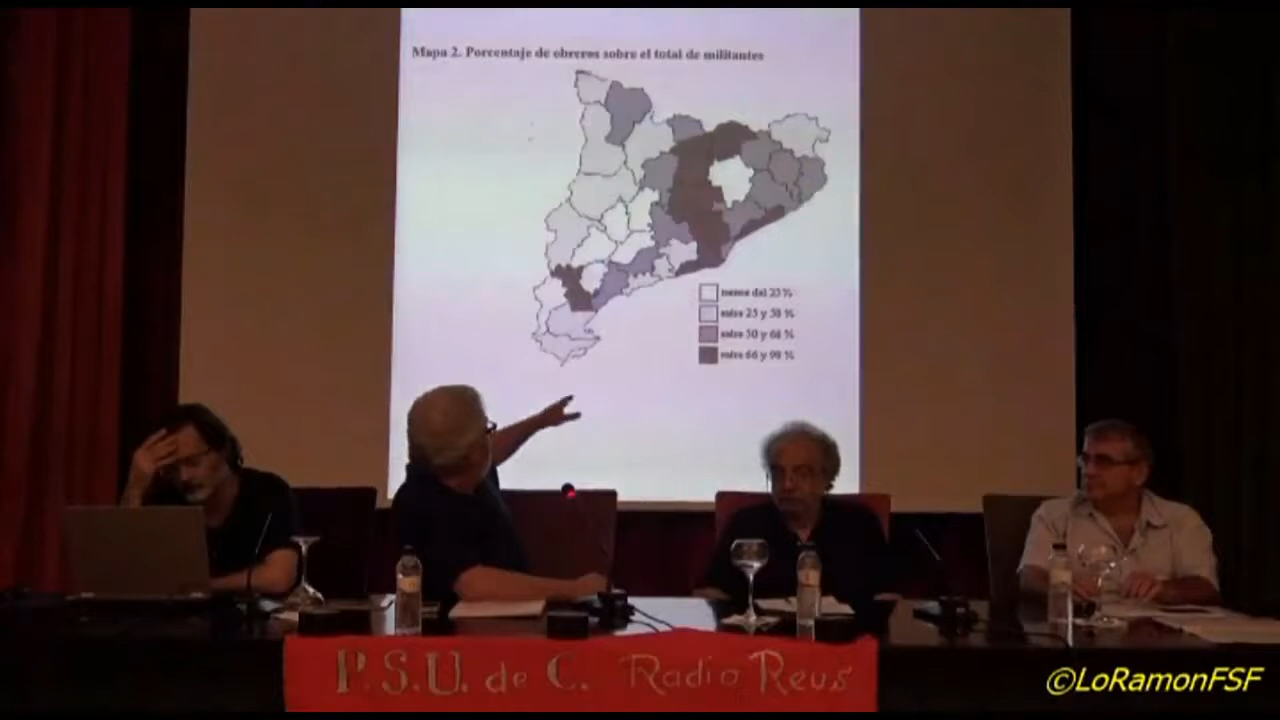 Mapa 2. Porcentaje de obreros sobre el total de militantes
menos del 25 %
entre 25 y 50 %
entre 50 y 66 %
entre 66 y 98 %
P.S.U. de C. Radio Reus
©LoRamonFSF